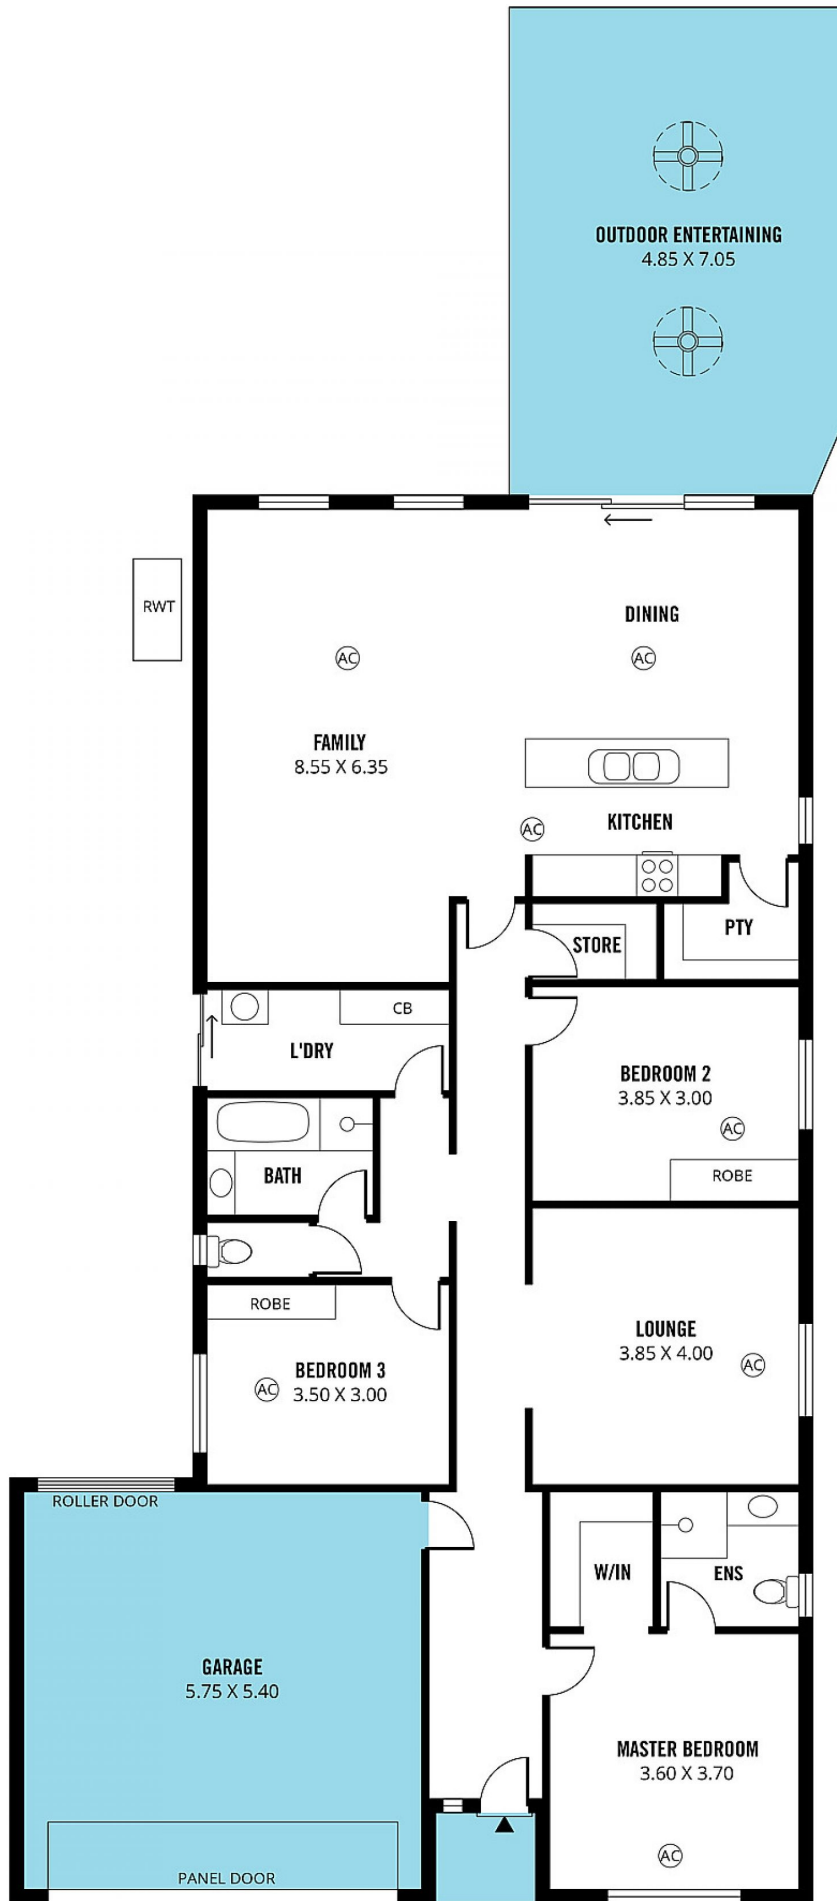 OUTDOOR ENTERTAINING
4.85 X 7.05
RWT
DINING
AC
AC
FAMILY
8.55 X 6.35
AC
KITCHEN
STORE
PTY
CB
L'DRY
BEDROOM 2
3.85 X 3.00
AC
ROBE
BATH
ROBE
LOUNGE
3.85 X 4.00
AC
BEDROOM 3
3.50 X 3.00
AC
ROLLER DOOR
W/IN
ENS
GARAGE
5.75 X 5.40
MASTER BEDROOM
3.60 X 3.70
AC
PANEL DOOR